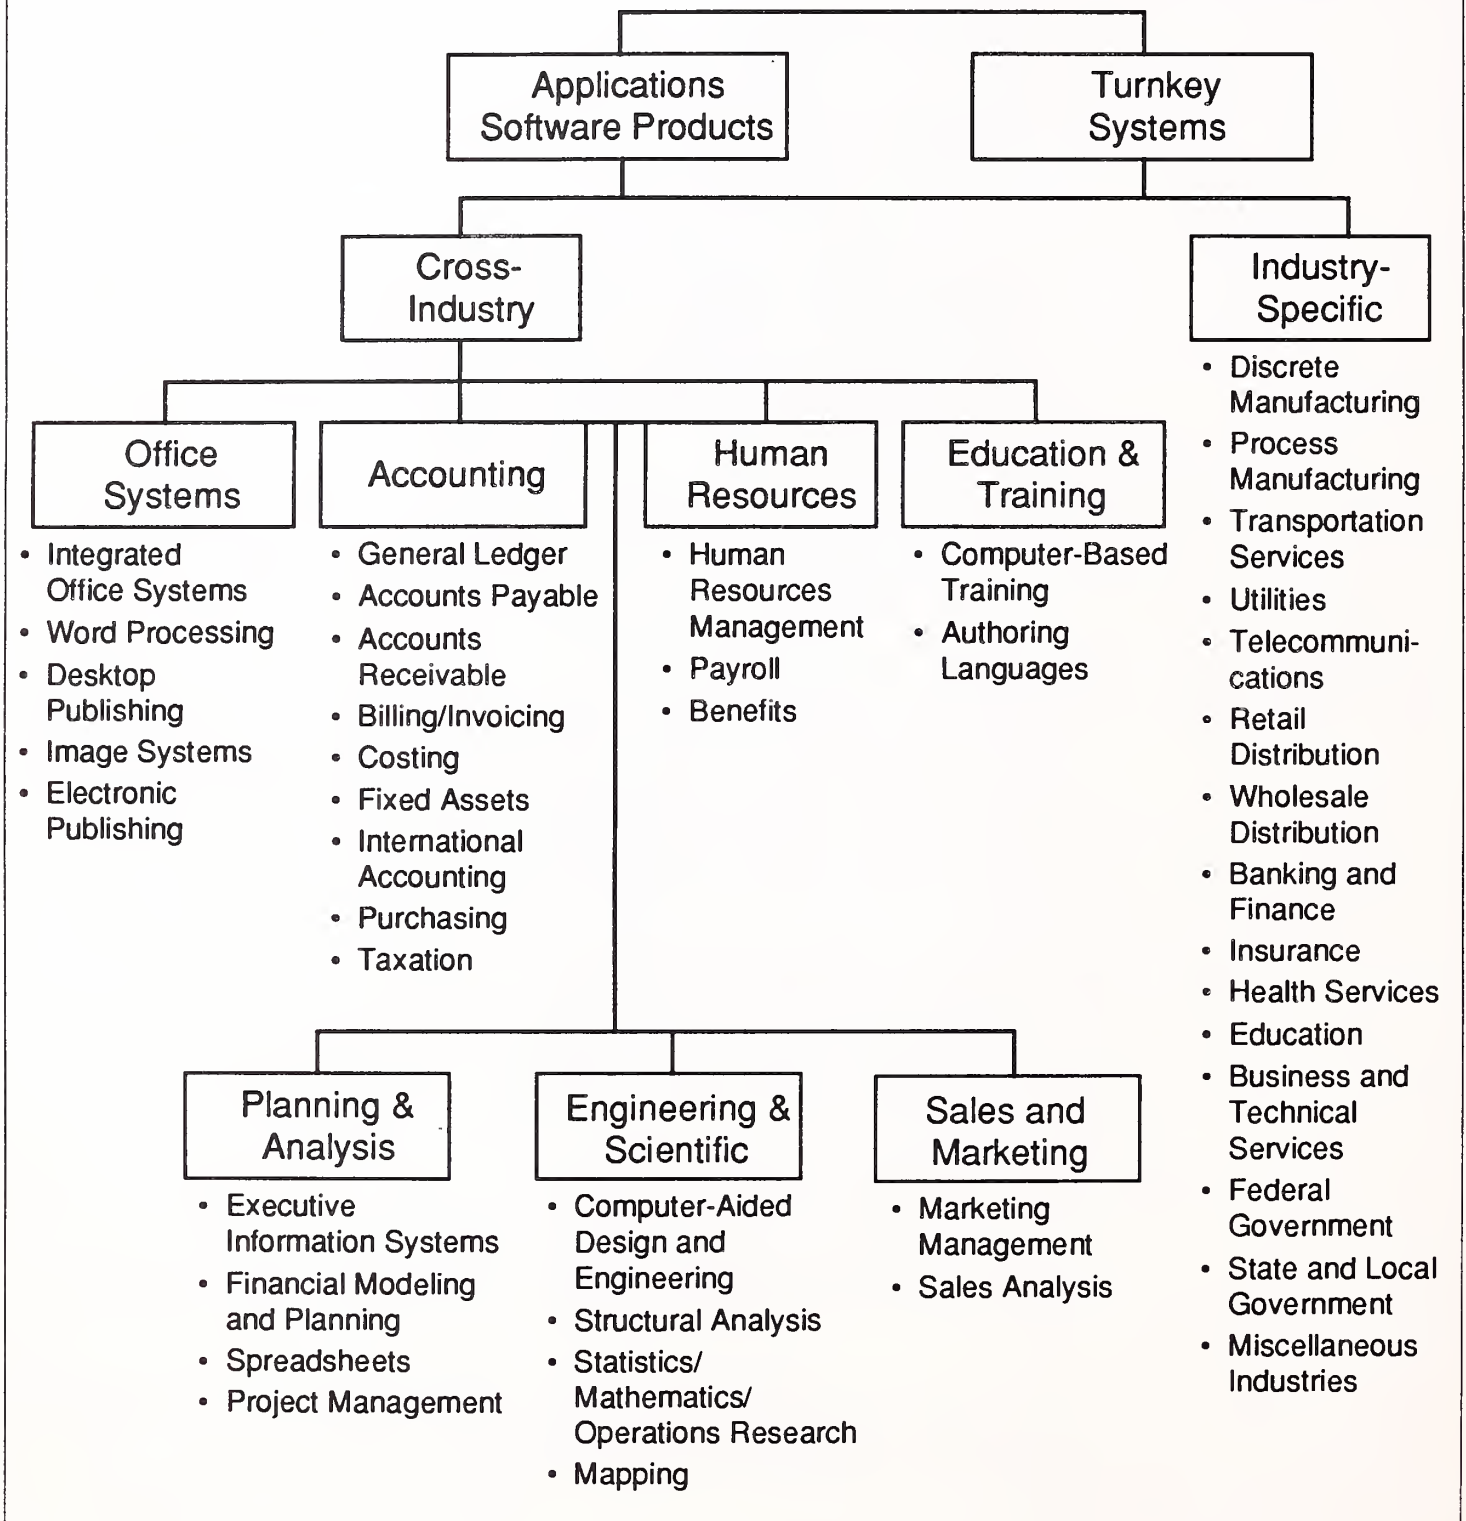 Applications
Software Products
Turnkey
Systems
Cross-
Industry
Industry-
Specific
• Discrete
Manufacturing
• Process
Manufacturing
• Transportation
Services
• Utilities
• Telecommuni-
cations
• Retail
Distribution
• Wholesale
Distribution
• Banking and
Finance
• Insurance
• Health Services
• Education
• Business and
Technical
Services
• Federal
Government
• State and Local
Government
• Miscellaneous
Industries
Office
Systems
• Integrated
Office Systems
• Word Processing
• Desktop
Publishing
• Image Systems
• Electronic
Publishing
Accounting
• General Ledger
• Accounts Payable
• Accounts
Receivable
• Billing/Invoicing
• Costing
• Fixed Assets
• International
Accounting
• Purchasing
• Taxation
Human
Resources
• Human
Resources
Management
• Payroll
• Benefits
Education &
Training
• Computer-Based
Training
• Authoring
Languages
Planning &
Analysis
• Executive
Information Systems
• Financial Modeling
and Planning
• Spreadsheets
• Project Management
Engineering &
Scientific
• Computer-Aided
Design and
Engineering
• Structural Analysis
• Statistics/
Mathematics/
Operations Research
• Mapping
Sales and
Marketing
• Marketing
Management
• Sales Analysis